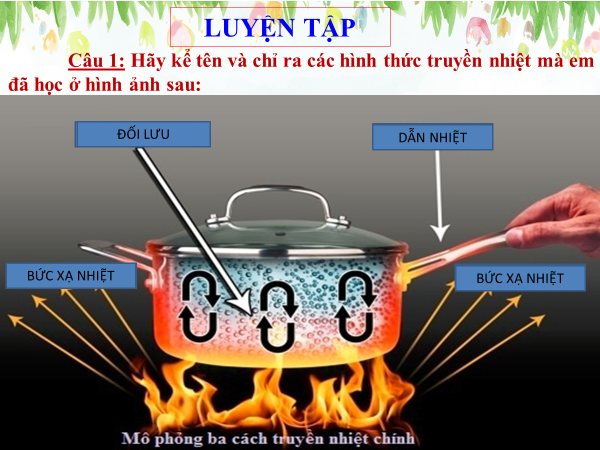 LUYỆN TẬP
Câu 1: Hãy kể tên và chỉ ra các hình thức truyền nhiệt mà em
đã học ở hình ảnh sau:
ĐỐI LƯU
DẪN NHIỆT
BỨC XẠ NHIỆT
BỨC XẠ NHIỆT
Mô phỏng ba cách truyền nhiệt chính